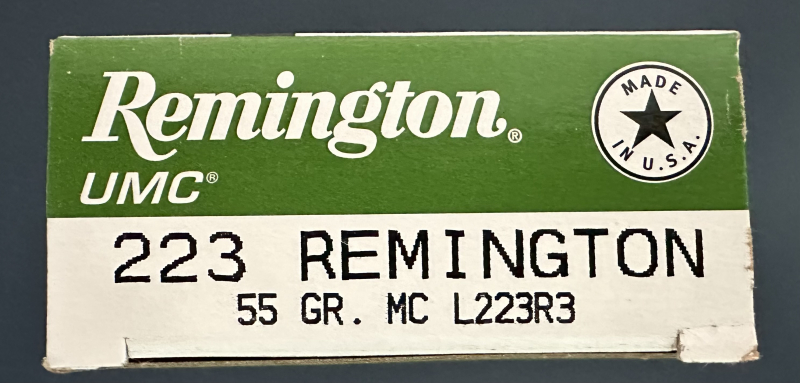 Remington®
UMC®
MADE
IN U.S.A.
223 REMINGTON
55 GR. MC L223R3